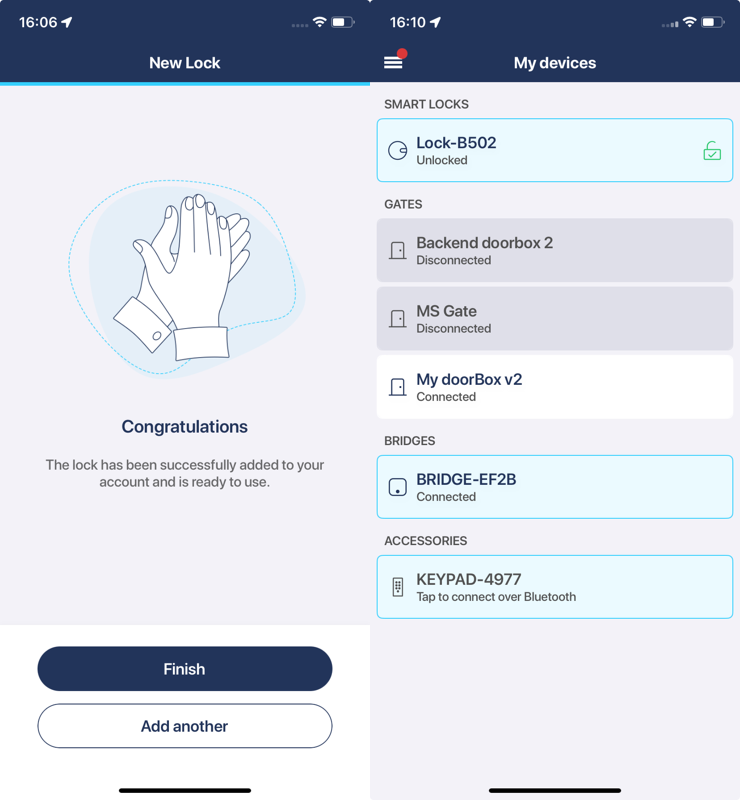 16:06
New Lock
Congratulations
The lock has been successfully added to your
account and is ready to use.
Finish
Add another
16:10
My devices
SMART LOCKS
Lock-B502
Unlocked
GATES
Backend doorbox 2
Disconnected
MS Gate
Disconnected
My doorBox v2
Connected
BRIDGES
BRIDGE-EF2B
Connected
ACCESSORIES
KEYPAD-4977
Tap to connect over Bluetooth